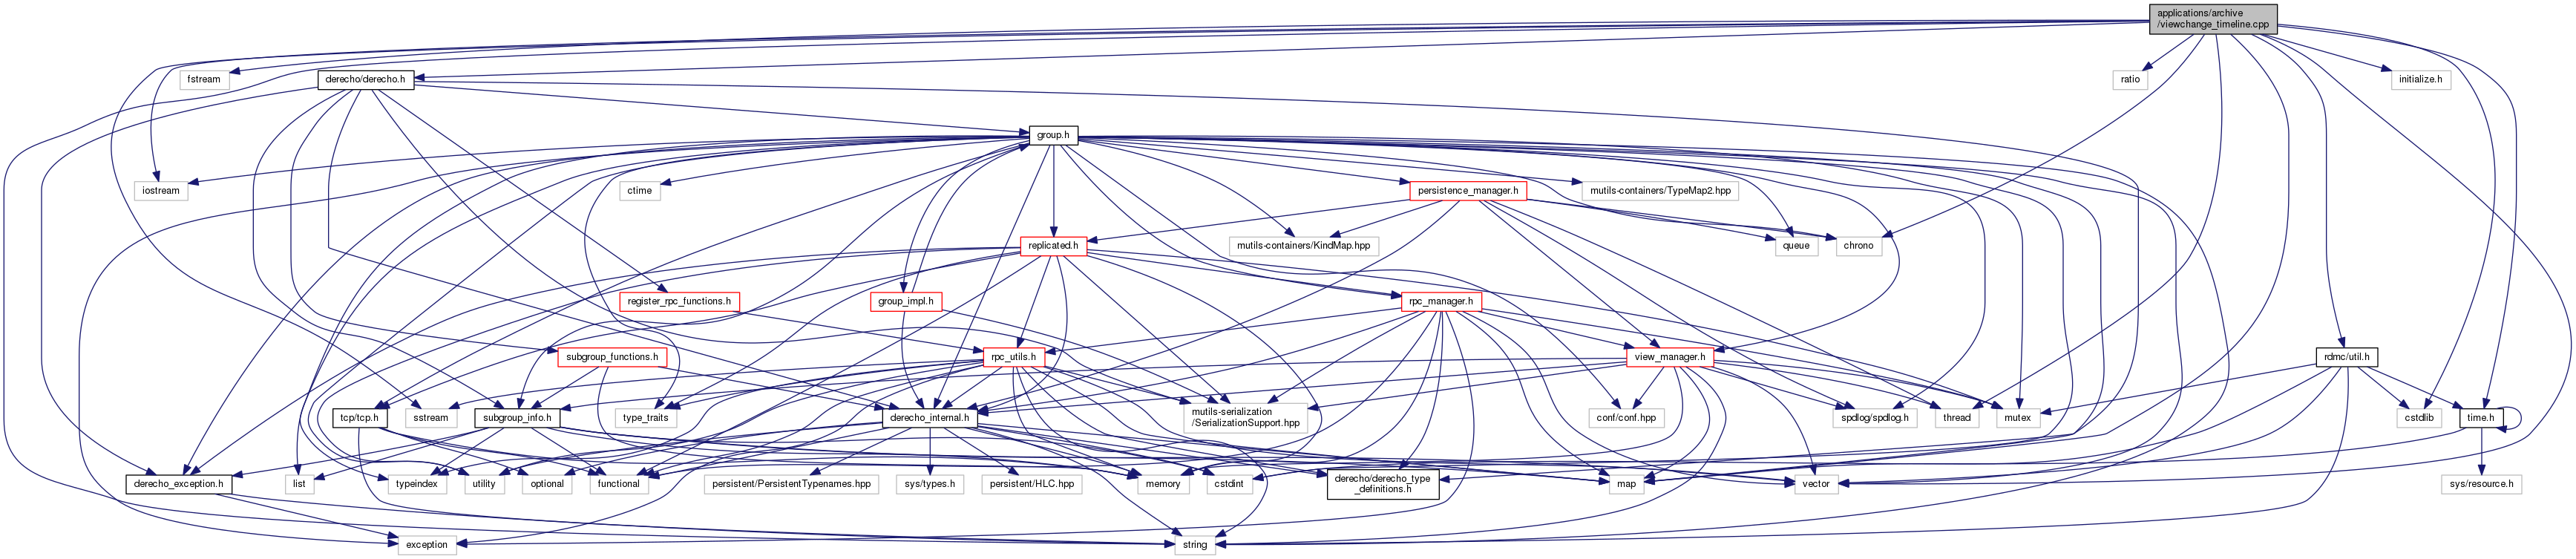 applications/archive
/viewchange_timeline.cpp
fstream
derecho/derecho.h
ratio
initialize.h
group.h
iostream
ctime
persistence_manager.h
mutils-containers/TypeMap2.hpp
replicated.h
mutils-containers/KindMap.hpp
queue
chrono
register_rpc_functions.h
group_impl.h
rpc_manager.h
subgroup_functions.h
rpc_utils.h
view_manager.h
rdmc/util.h
tcp/tcp.h
sstream
subgroup_info.h
type_traits
derecho_internal.h
mutils-serialization
/SerializationSupport.hpp
conf/conf.hpp
spdlog/spdlog.h
thread
mutex
cstdlib
time.h
derecho_exception.h
list
typeindex
utility
optional
functional
persistent/PersistentTypenames.hpp
sys/types.h
persistent/HLC.hpp
memory
cstdint
derecho/derecho_type
_definitions.h
map
vector
sys/resource.h
exception
string